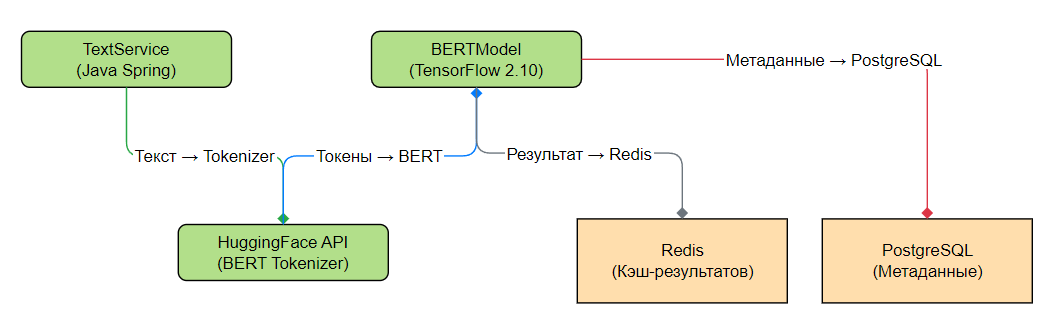 TextService
(Java Spring)
BERTModel
(TensorFlow 2.10)
Метаданные → PostgreSQL
Текст → Tokenizer
Токены → BERT
Результат → Redis
HuggingFace API
(BERT Tokenizer)
Redis
(Кэш-результатов)
PostgreSQL
(Метаданные)